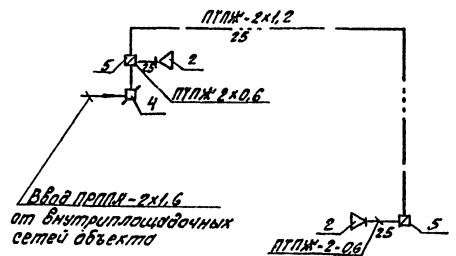 ПТПЖ-2×1,2
25
5
25
2
ПТПЖ 2×0,6
4
Ввод ПРППЯ-2×1,6
от внутриплощадочных
сетей объекта
2
25
5
ПТПЖ-2-0,6